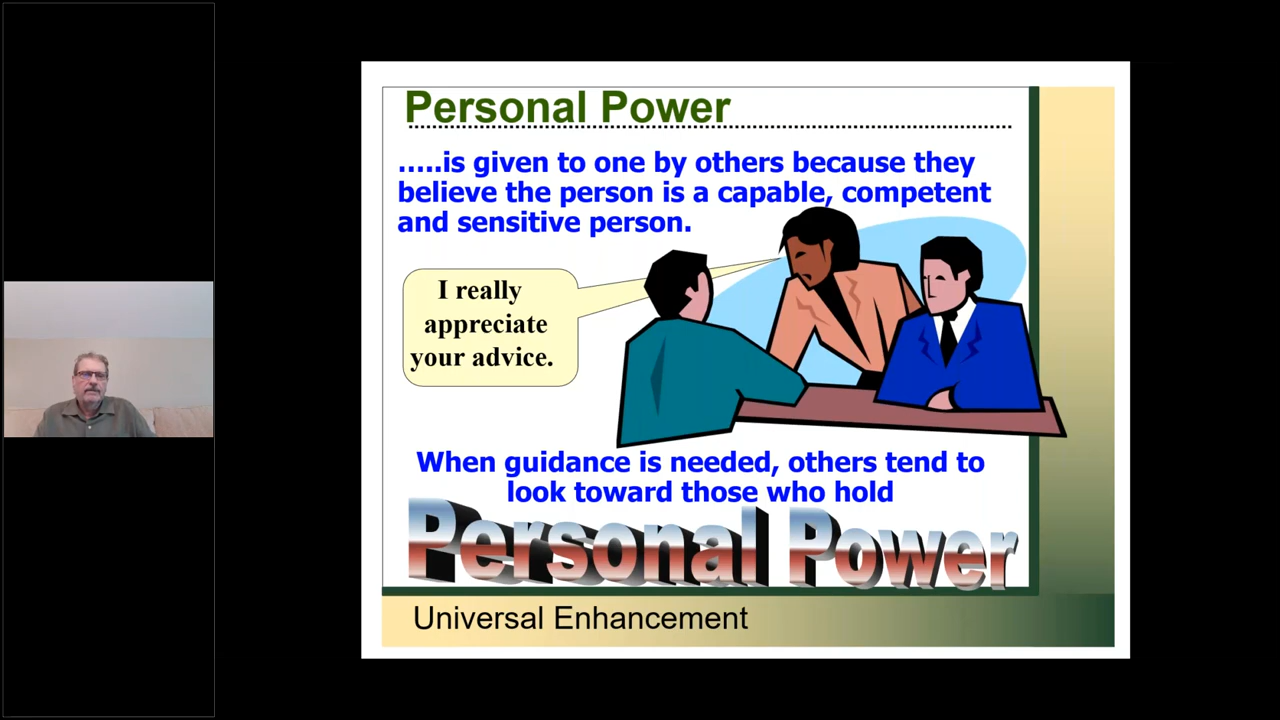 Personal Power
.....is given to one by others because they
believe the person is a capable, competent
and sensitive person.
I really
appreciate
your advice.
When guidance is needed, others tend to
look toward those who hold
Personal Power
Universal Enhancement